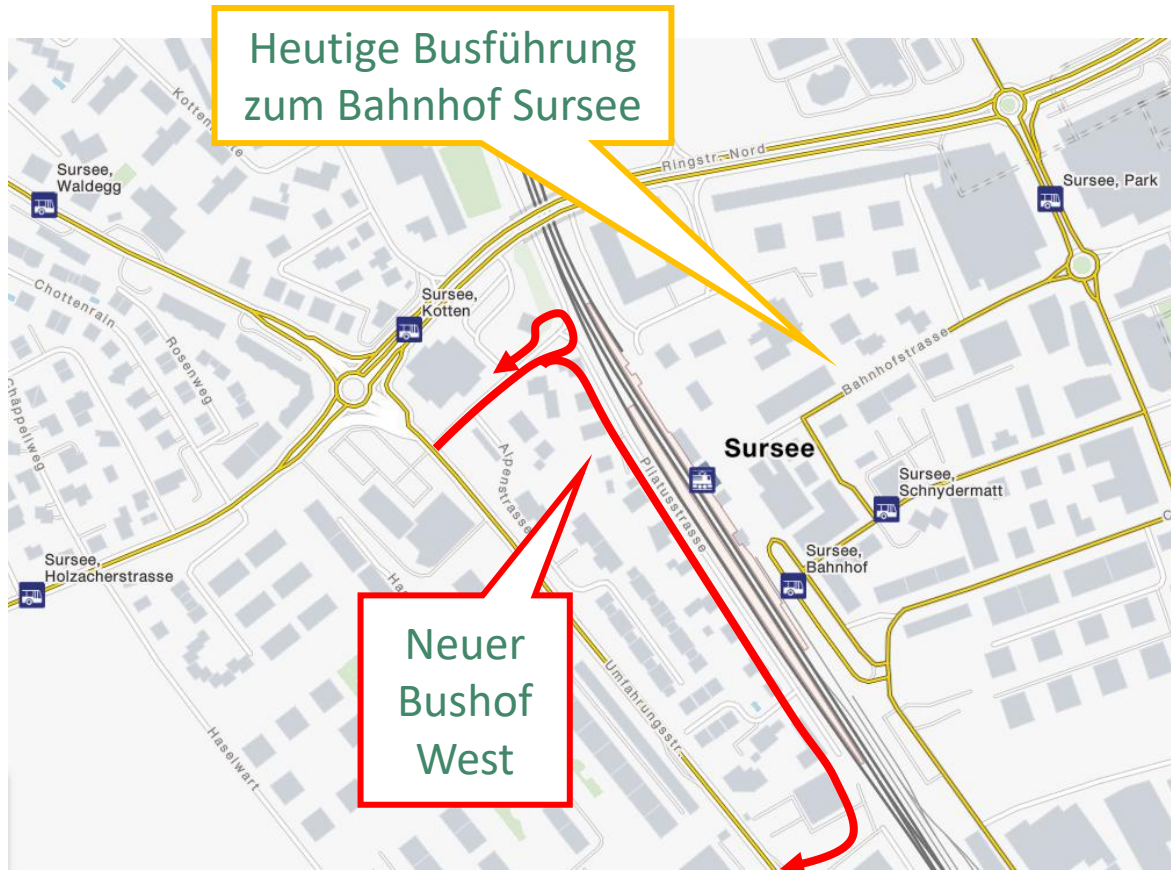 Heutige Busführung
zum Bahnhof Sursee
Ringstr. Nord
Sursee,
Waldegg
Sursee, Park
Chottenrain
Rosenweg
Sursee,
Kotten
Chäppeliweg
Bahnhofstrasse
Sursee
Alpenstrasse
Pilatusstrasse
Sursee,
Schnydermatt
Sursee,
Holzacherstrasse
Sursee,
Bahnhof
Neuer
Bushof
West
Umfahrungsstr.
Haselwart